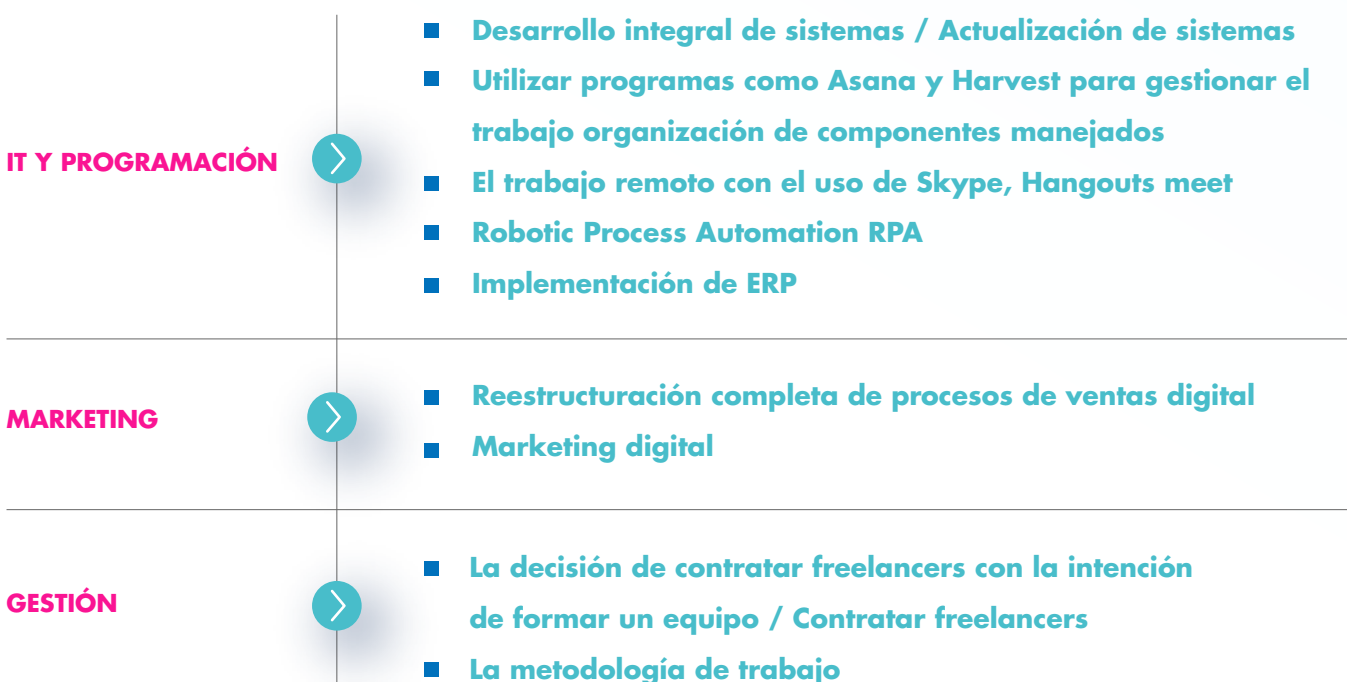 IT Y PROGRAMACIÓN
Desarrollo integral de sistemas / Actualización de sistemas
Utilizar programas como Asana y Harvest para gestionar el
trabajo organización de componentes manejados
El trabajo remoto con el uso de Skype, Hangouts meet
Robotic Process Automation RPA
Implementación de ERP
MARKETING
Reestructuración completa de procesos de ventas digital
Marketing digital
GESTIÓN
La decisión de contratar freelancers con la intención
de formar un equipo / Contratar freelancers
La metodología de trabajo